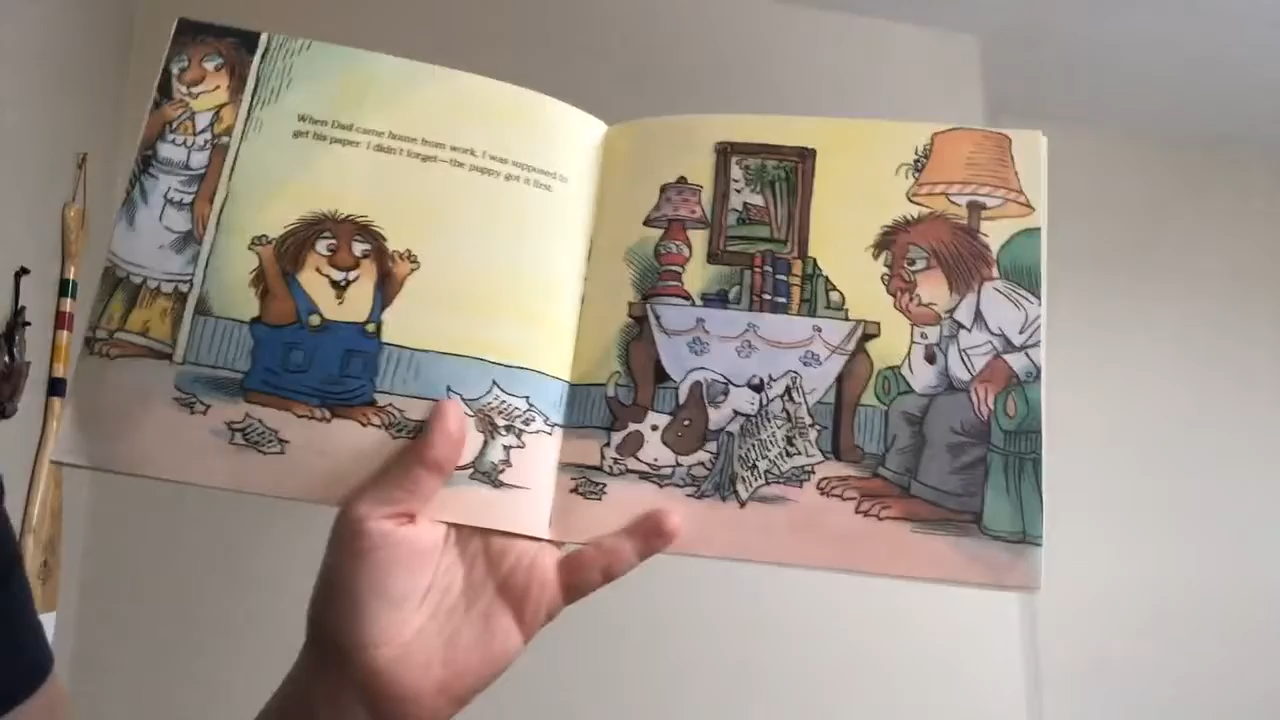 When Dad came home from work, I was supposed to
get his paper. I didn't forget—the puppy got it first.